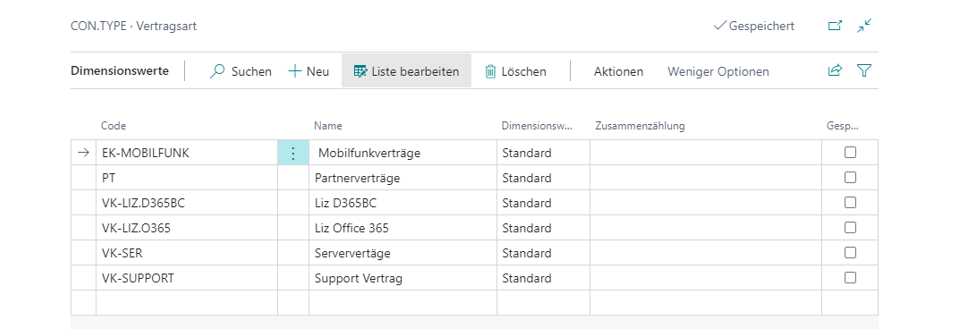 CON.TYPE · Vertragsart
Gespeichert
Dimensionswerte Suchen Neu Liste bearbeiten Löschen Aktionen Weniger Optionen
Code Name Dimensionsw... Zusammenzählung Gesp...
EK-MOBILFUNK Mobilfunkverträge Standard
PT Partnerverträge Standard
VK-LIZ.D365BC Liz D365BC Standard
VK-LIZ.O365 Liz Office 365 Standard
VK-SER Serververtäge Standard
VK-SUPPORT Support Vertrag Standard